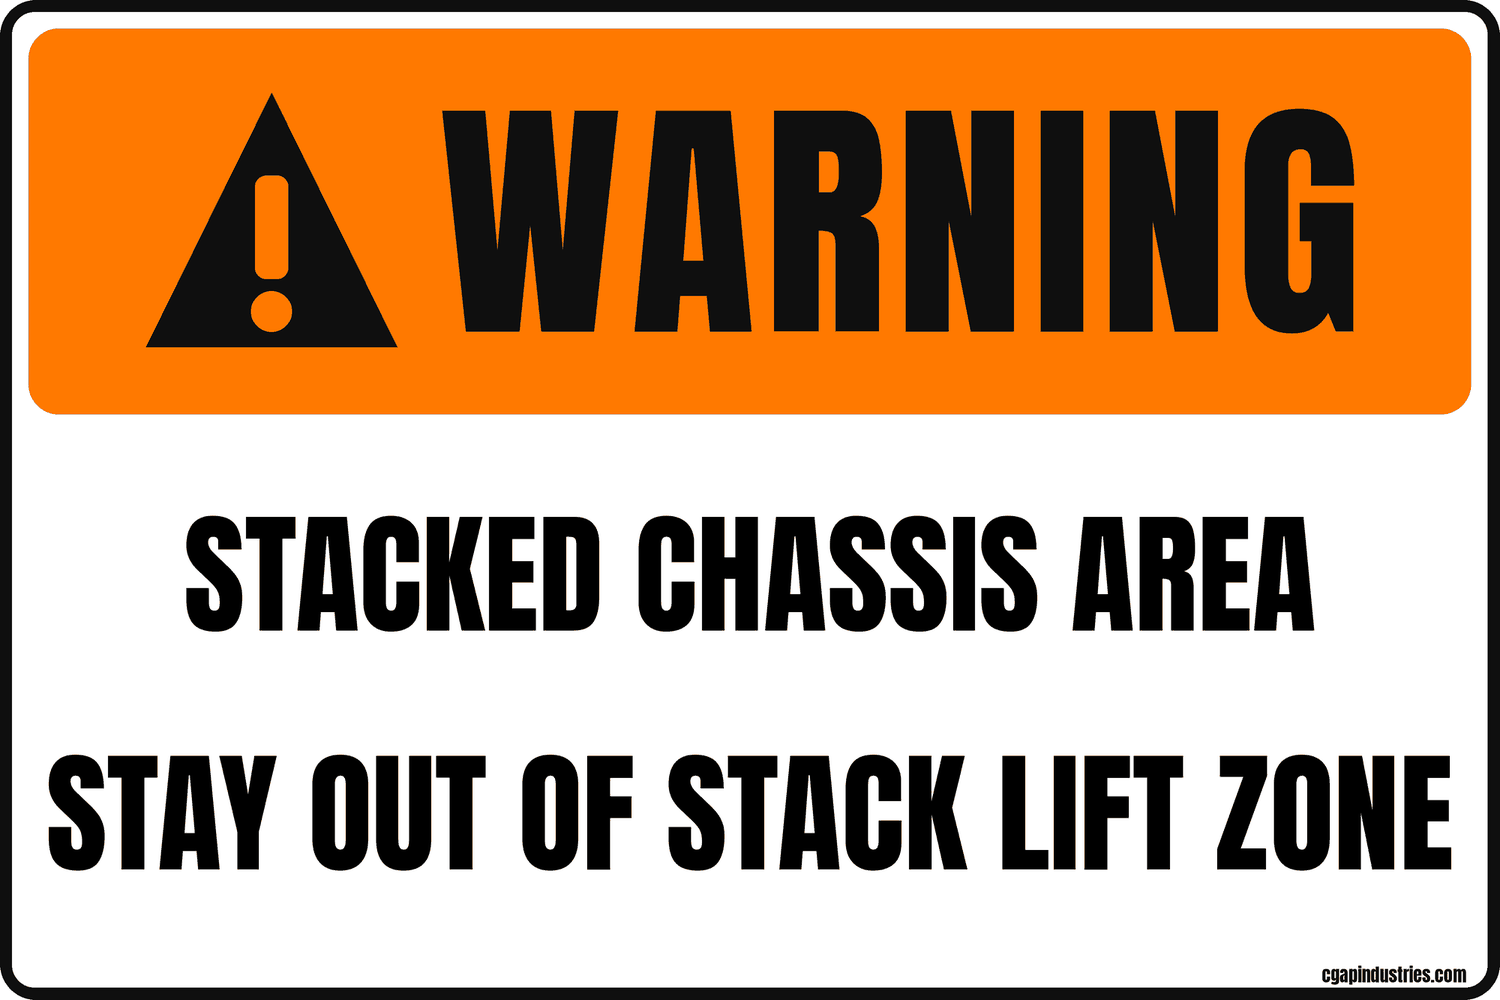 WARNING
STACKED CHASSIS AREA
STAY OUT OF STACK LIFT ZONE
cgapindustries.com